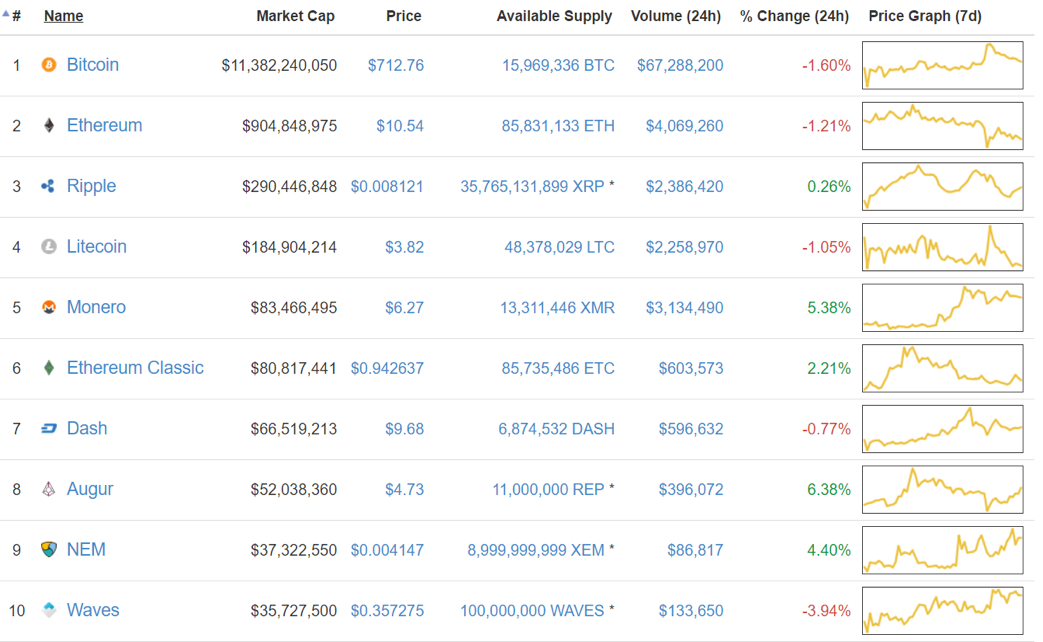 # Name Market Cap Price Available Supply Volume (24h) % Change (24h) Price Graph (7d)
1 Bitcoin $11,382,240,050 $712.76 15,969,336 BTC $67,288,200 -1.60%
2 Ethereum $904,848,975 $10.54 85,831,133 ETH $4,069,260 -1.21%
3 Ripple $290,446,848 $0.008121 35,765,131,899 XRP * $2,386,420 0.26%
4 Litecoin $184,904,214 $3.82 48,378,029 LTC $2,258,970 -1.05%
5 Monero $83,466,495 $6.27 13,311,446 XMR $3,134,490 5.38%
6 Ethereum Classic $80,817,441 $0.942637 85,735,486 ETC $603,573 2.21%
7 Dash $66,519,213 $9.68 6,874,532 DASH $596,632 -0.77%
8 Augur $52,038,360 $4.73 11,000,000 REP * $396,072 6.38%
9 NEM $37,322,550 $0.004147 8,999,999,999 XEM * $86,817 4.40%
10 Waves $35,727,500 $0.357275 100,000,000 WAVES * $133,650 -3.94%